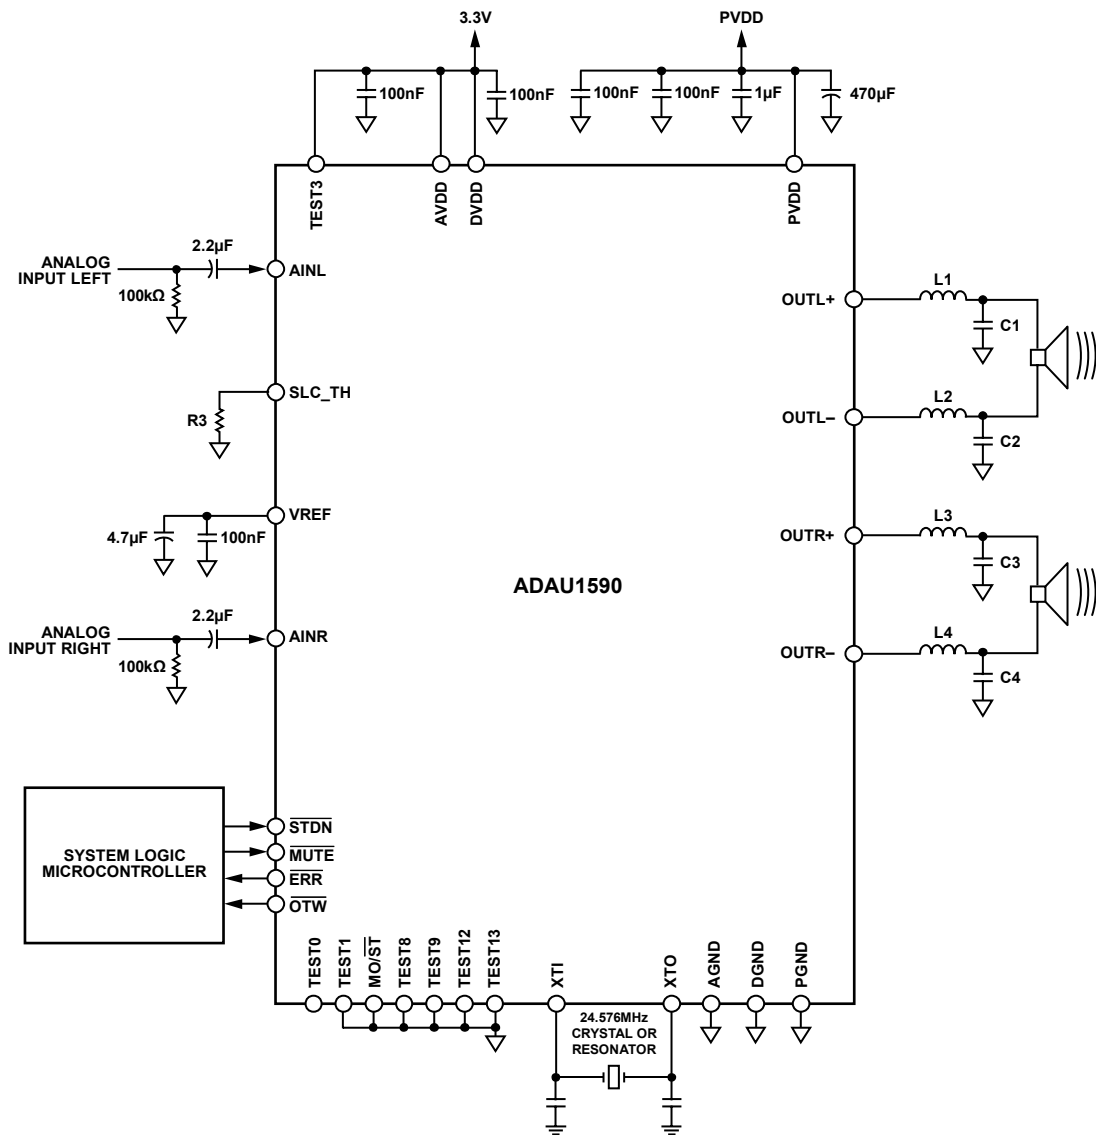 3.3V
PVDD
100nF
100nF
100nF
100nF
1µF
470µF
TEST3
AVDD
DVDD
PVDD
ANALOG
INPUT LEFT
2.2µF
100kΩ
AINL
SLC_TH
R3
VREF
4.7µF
100nF
ANALOG
INPUT RIGHT
2.2µF
100kΩ
AINR
ADAU1590
OUTL+
L1
C1
OUTL–
L2
C2
OUTR+
L3
C3
OUTR–
L4
C4
SYSTEM LOGIC
MICROCONTROLLER
STDN
MUTE
ERR
OTW
TEST0
TEST1
MO/ST
TEST8
TEST9
TEST12
TEST13
XTI
XTO
AGND
DGND
PGND
24.576MHz
CRYSTAL OR
RESONATOR